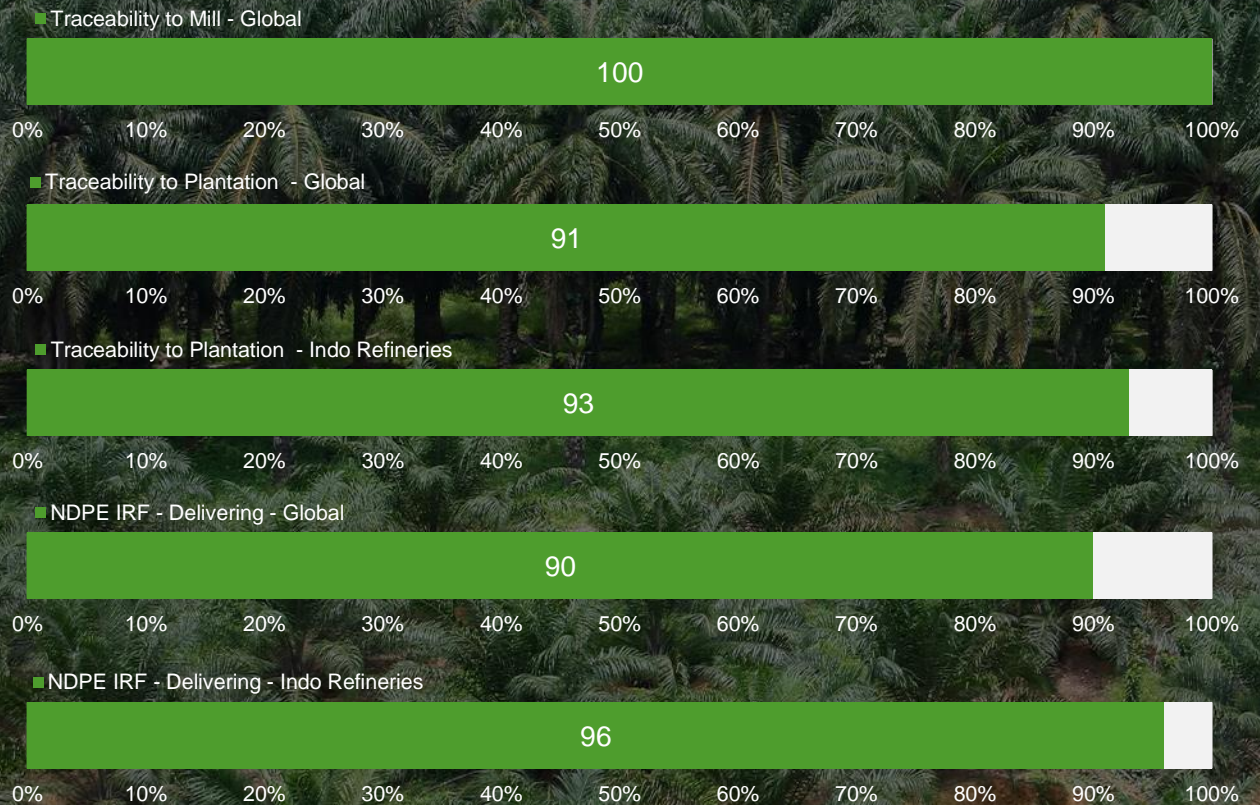 Traceability to Mill - Global
100
0% 10% 20% 30% 40% 50% 60% 70% 80% 90% 100%
Traceability to Plantation - Global
91
0% 10% 20% 30% 40% 50% 60% 70% 80% 90% 100%
Traceability to Plantation - Indo Refineries
93
0% 10% 20% 30% 40% 50% 60% 70% 80% 90% 100%
NDPE IRF - Delivering - Global
90
0% 10% 20% 30% 40% 50% 60% 70% 80% 90% 100%
NDPE IRF - Delivering - Indo Refineries
96
0% 10% 20% 30% 40% 50% 60% 70% 80% 90% 100%